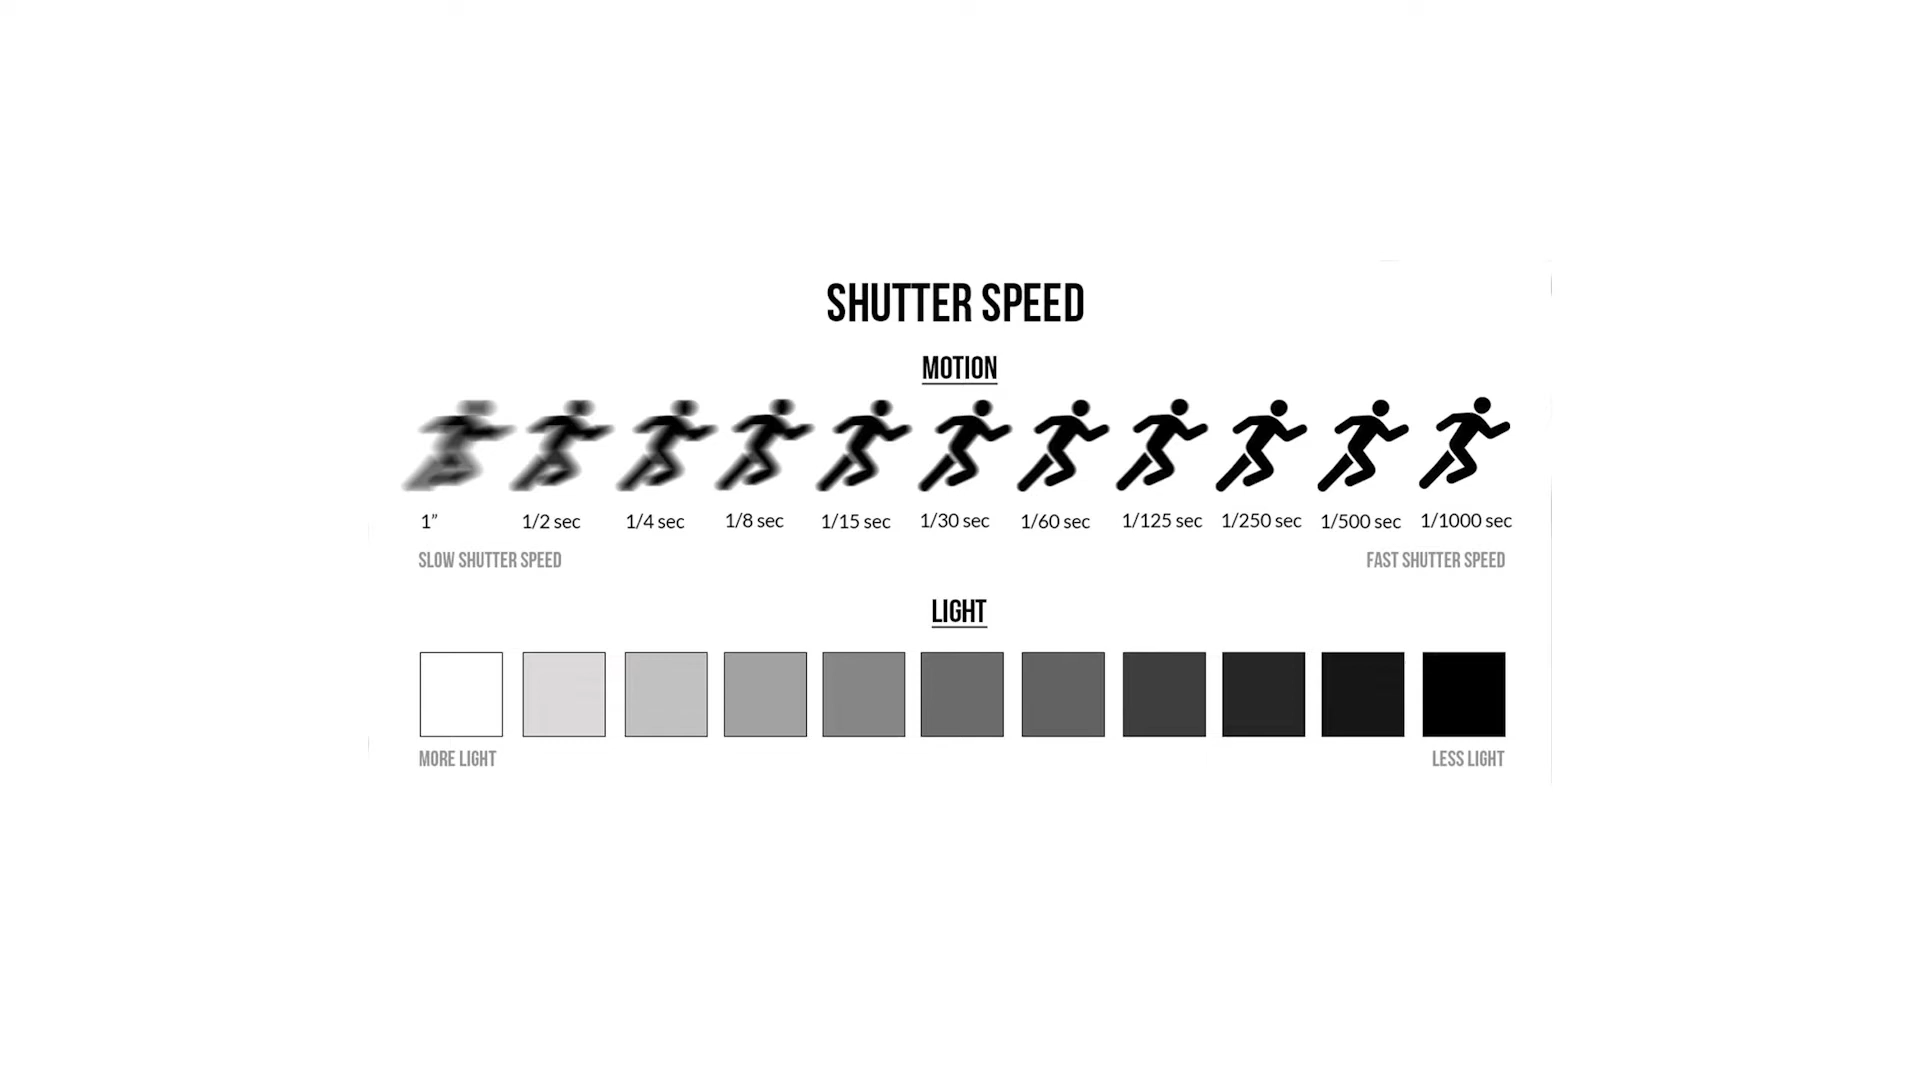 SHUTTER SPEED
MOTION
1” 1/2 sec 1/4 sec 1/8 sec 1/15 sec 1/30 sec 1/60 sec 1/125 sec 1/250 sec 1/500 sec 1/1000 sec
SLOW SHUTTER SPEED FAST SHUTTER SPEED
LIGHT
MORE LIGHT LESS LIGHT